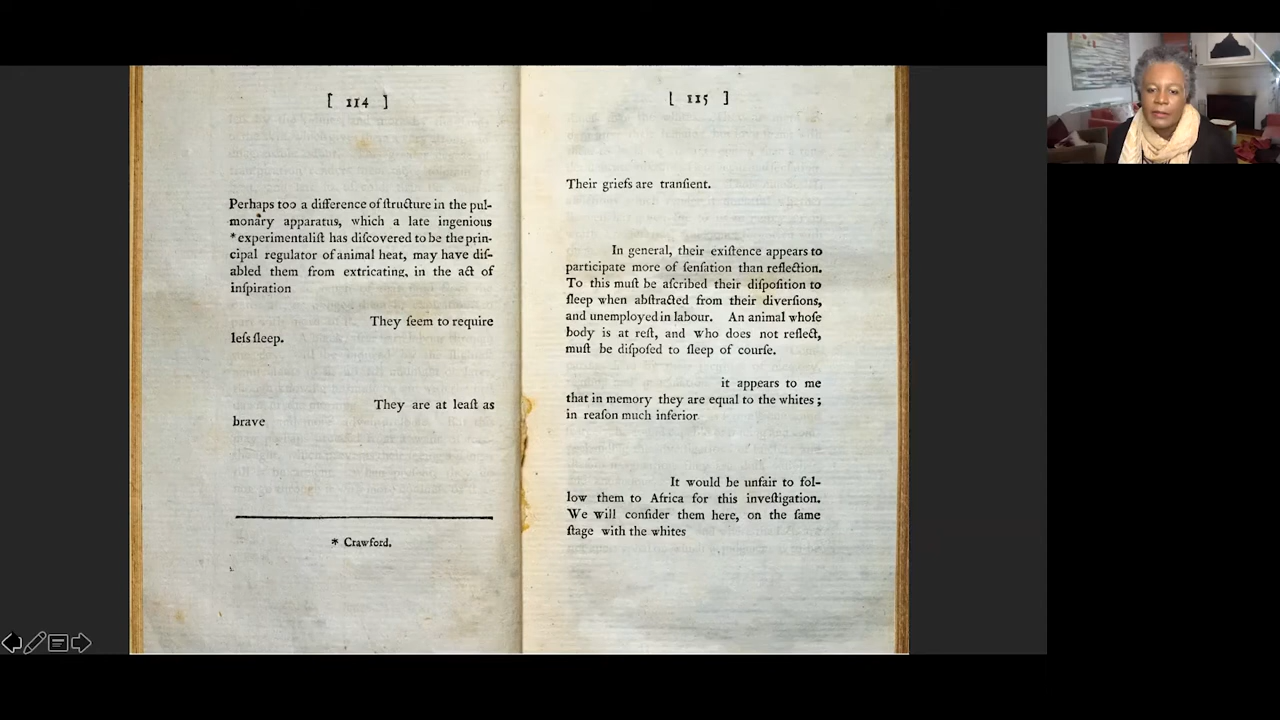 [ 114 ]
Perhaps too a difference of ſtructure in the pul-
monary apparatus, which a late ingenious
*experimentaliſt has diſcovered to be the prin-
cipal regulator of animal heat, may have diſ-
abled them from extricating, in the act of
inſpiration
They ſeem to require
leſs ſleep.
They are at leaſt as
brave
* Crawford.
[ 115 ]
Their griefs are tranſient.
In general, their exiſtence appears to
participate more of ſenſation than reflection.
To this muſt be aſcribed their diſpoſition to
ſleep when abſtracted from their diverſions,
and unemployed in labour. An animal whoſe
body is at reſt, and who does not reflect,
muſt be diſpoſed to ſleep of courſe.
it appears to me
that in memory they are equal to the whites ;
in reaſon much inferior
It would be unfair to fol-
low them to Africa for this inveſtigation.
We will conſider them here, on the ſame
ſtage with the whites